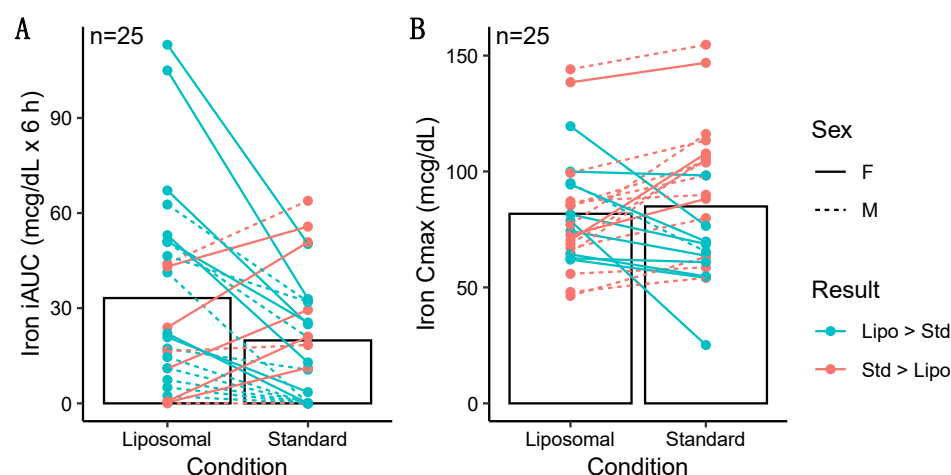 A
n=25
Iron iAUC (mcg/dL x 6 h)
90
60
30
0
Liposomal Standard
Condition
B
n=25
Iron Cmax (mcg/dL)
150
100
50
0
Liposomal Standard
Condition
Sex
F
M
Result
Lipo > Std
Std > Lipo